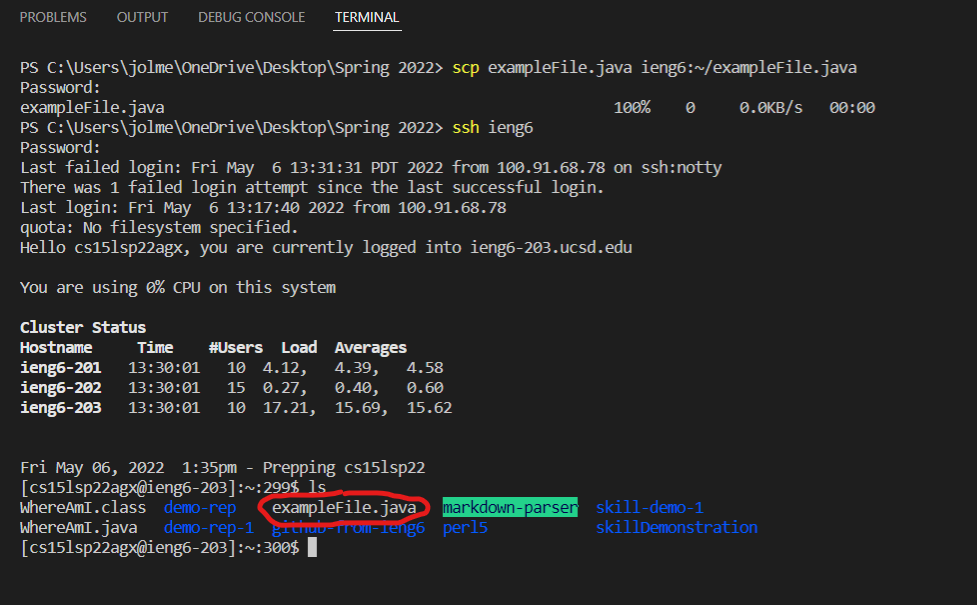 PROBLEMS OUTPUT DEBUG CONSOLE TERMINAL
PS C:\Users\jolme\OneDrive\Desktop\Spring 2022> scp exampleFile.java ieng6:~/exampleFile.java
Password:
exampleFile.java 100% 0 0.0KB/s 00:00
PS C:\Users\jolme\OneDrive\Desktop\Spring 2022> ssh ieng6
Password:
Last failed login: Fri May  6 13:31:31 PDT 2022 from 100.91.68.78 on ssh:notty
There was 1 failed login attempt since the last successful login.
Last login: Fri May  6 13:17:40 2022 from 100.91.68.78
quota: No filesystem specified.
Hello cs15lsp22agx, you are currently logged into ieng6-203.ucsd.edu
You are using 0% CPU on this system
Cluster Status
Hostname Time #Users Load Averages
ieng6-201 13:30:01 10 4.12, 4.39, 4.58
ieng6-202 13:30:01 15 0.27, 0.40, 0.60
ieng6-203 13:30:01 10 17.21, 15.69, 15.62
Fri May 06, 2022  1:35pm - Prepping cs15lsp22
[cs15lsp22agx@ieng6-203]:~:299$ ls
WhereAmI.class demo-rep exampleFile.java markdown-parser skill-demo-1
WhereAmI.java demo-rep-1 github-from-ieng6 perl5 skillDemonstration
[cs15lsp22agx@ieng6-203]:~:300$